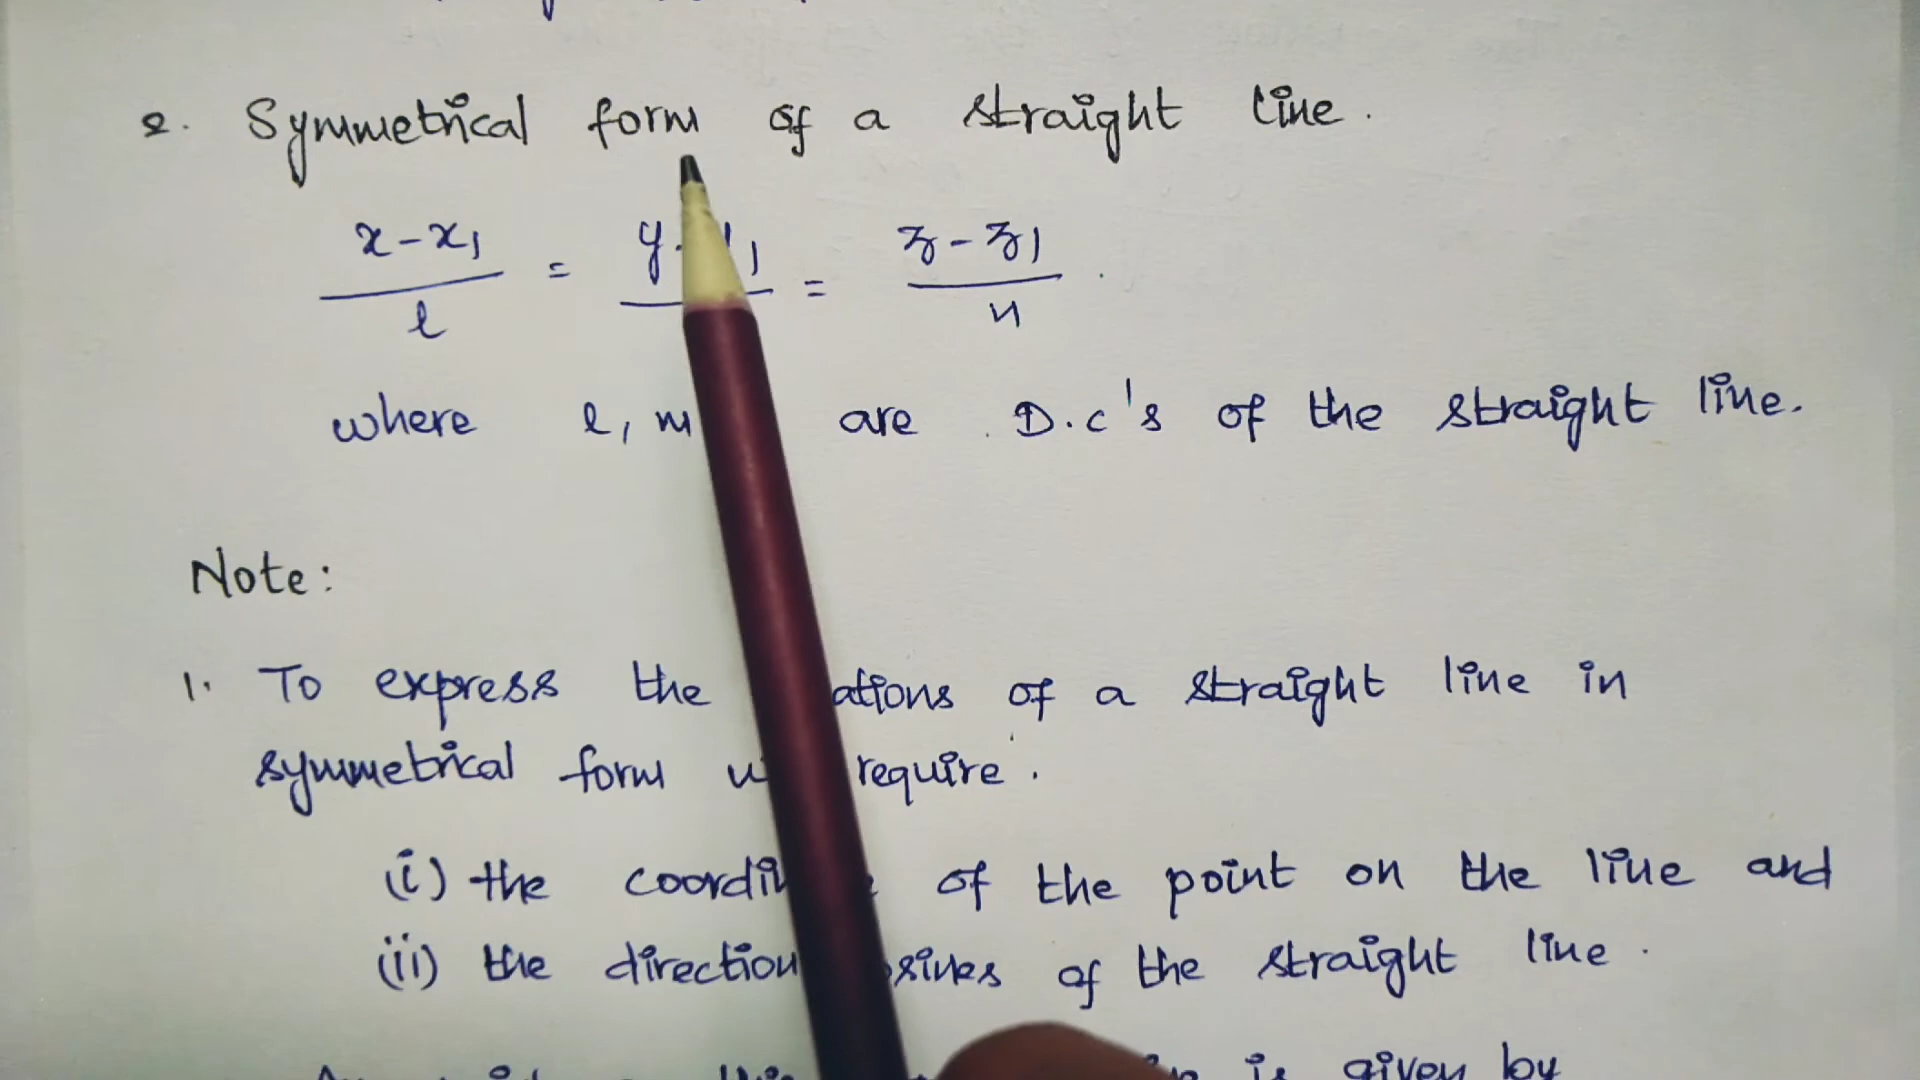 2. Symmetrical form of a straight line.
x-x₁/l = y-y₁/ = z-z₁/n
where l, m are D.c's of the straight line.
Note:
1. To express the ations of a straight line in
symmetrical form require.
(i) the coordi of the point on the line and
(ii) the direction sines of the straight line.
is given by